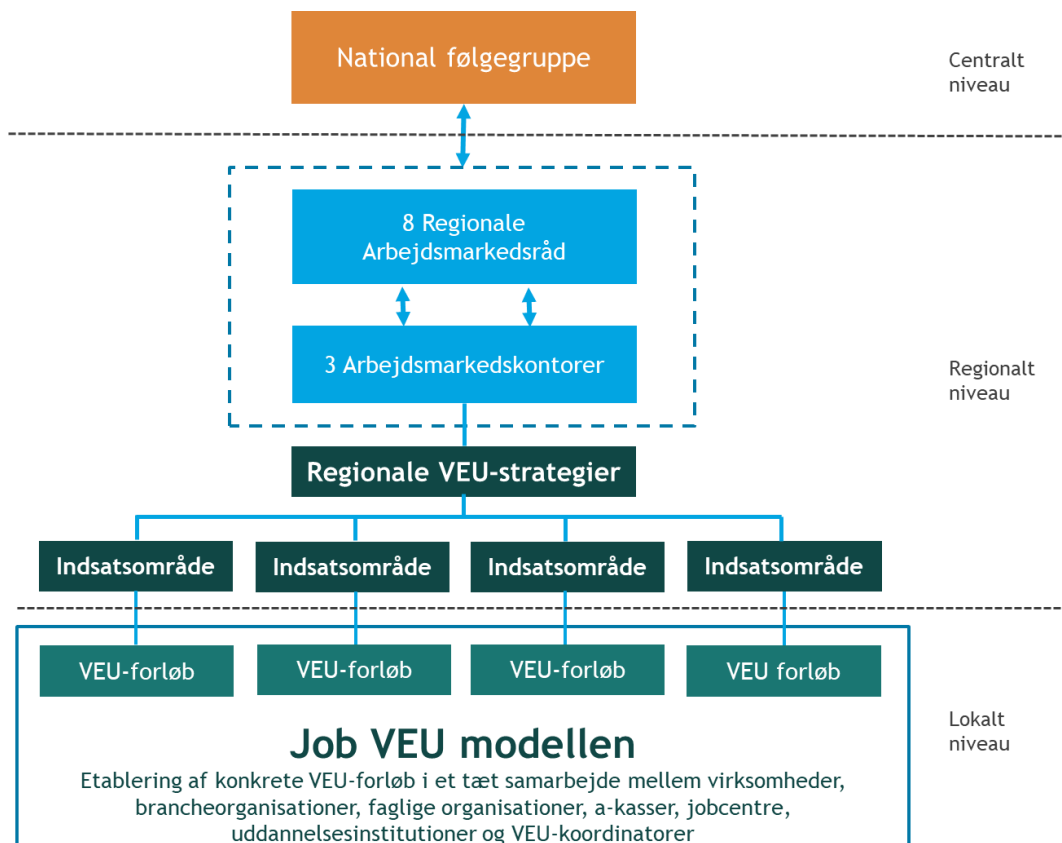 National følgegruppe
Centralt
niveau
8 Regionale
Arbejdsmarkedsråd
3 Arbejdsmarkedskontorer
Regionalt
niveau
Regionale VEU-strategier
Indsatsområde
Indsatsområde
Indsatsområde
Indsatsområde
VEU-forløb
VEU-forløb
VEU-forløb
VEU forløb
Lokalt
niveau
Job VEU modellen
Etablering af konkrete VEU-forløb i et tæt samarbejde mellem virksomheder,
brancheorganisationer, faglige organisationer, a-kasser, jobcentre,
uddannelsesinstitutioner og VEU-koordinatorer